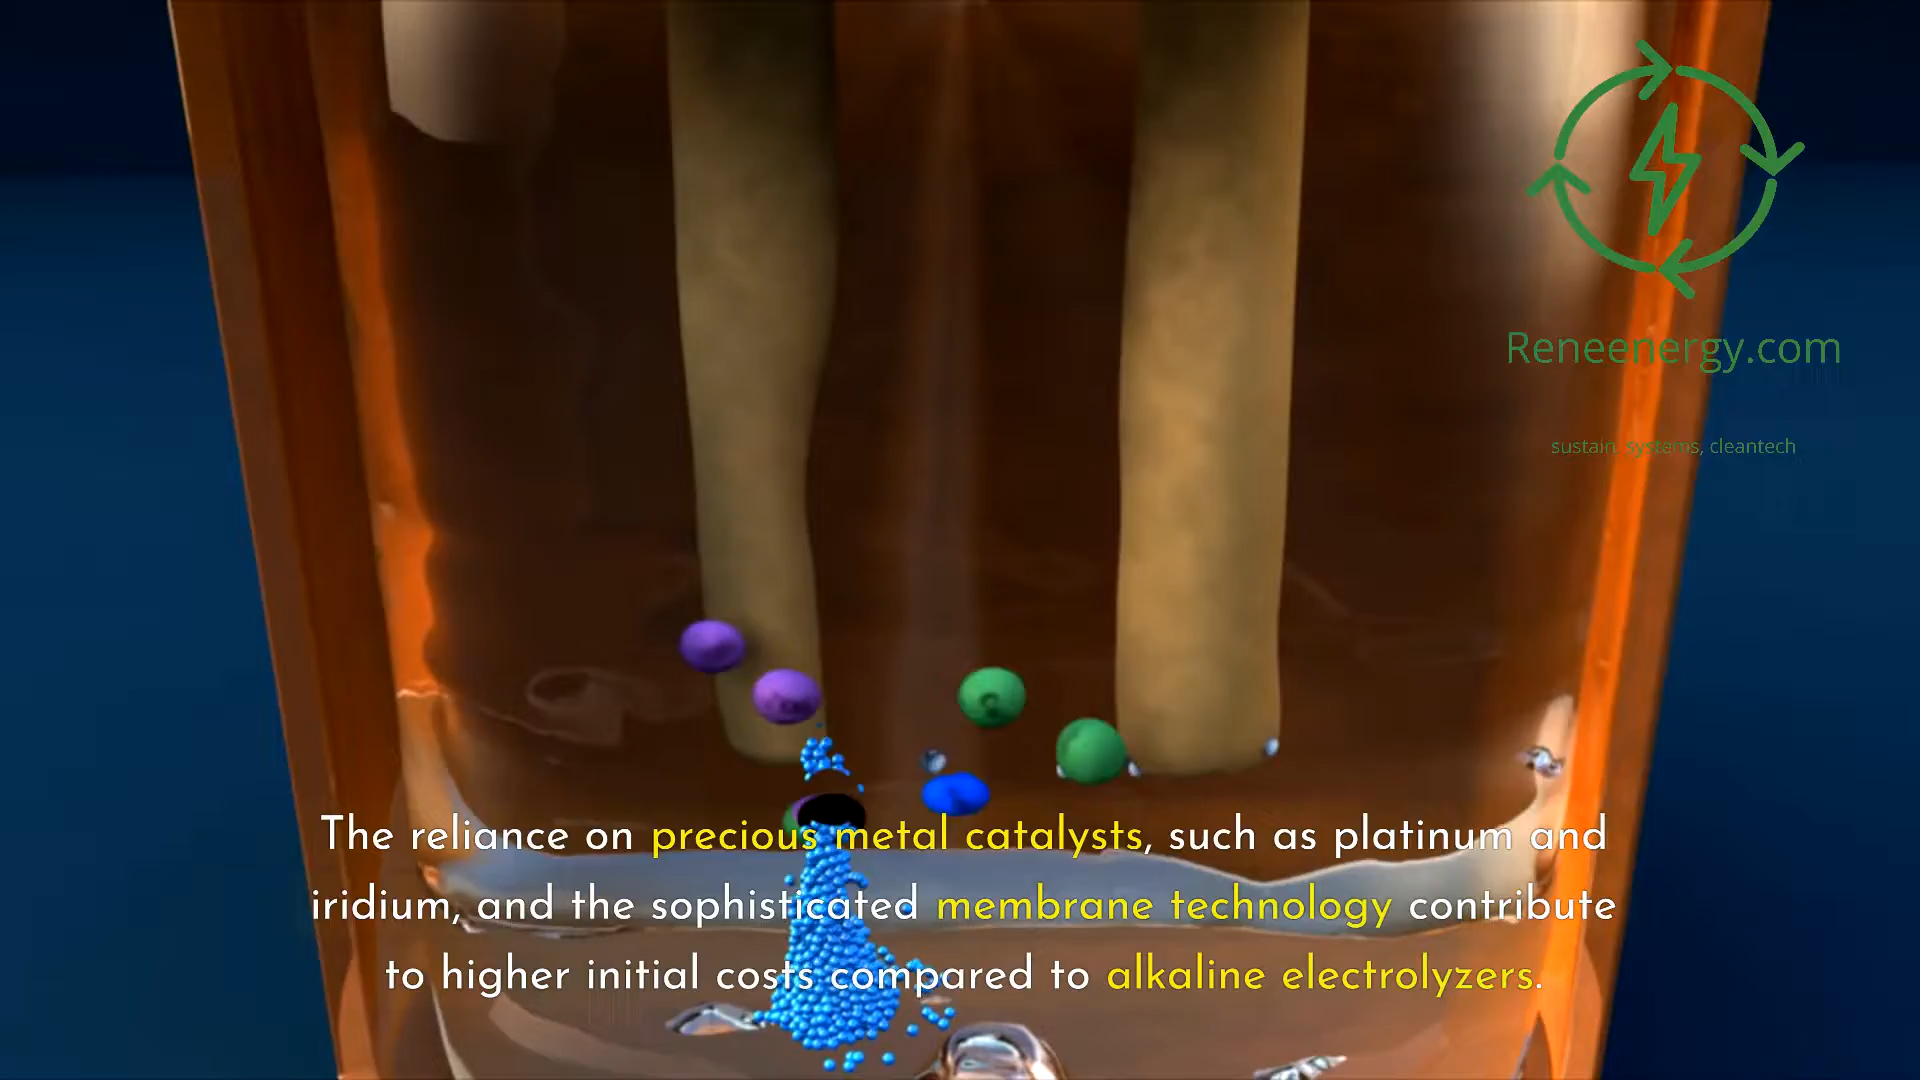 Reneenergy.com
sustain, systems, cleantech
The reliance on precious metal catalysts, such as platinum and
iridium, and the sophisticated membrane technology contribute
to higher initial costs compared to alkaline electrolyzers.